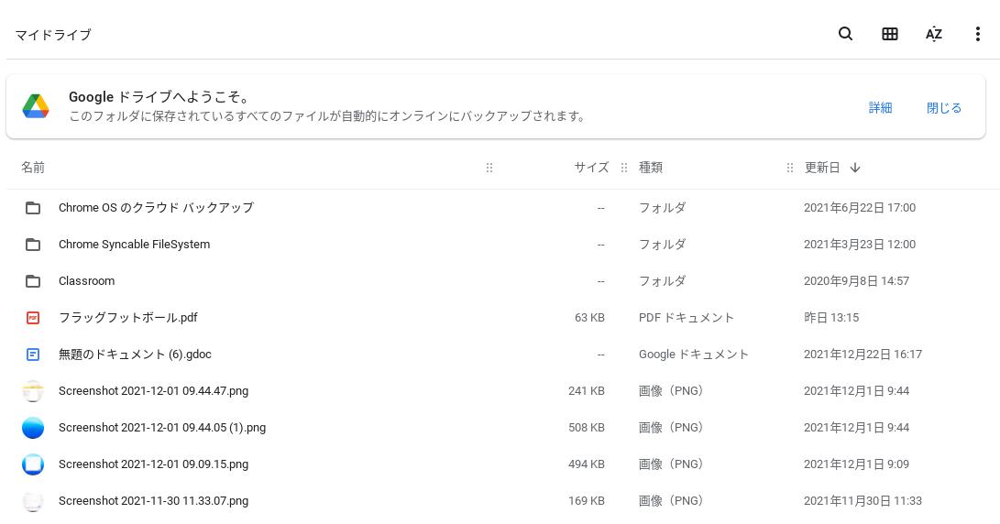 マイドライブ
AZ
Google ドライブへようこそ。
このフォルダに保存されているすべてのファイルが自動的にオンラインにバックアップされます。
詳細 閉じる
名前 サイズ 種類 更新日
Chrome OS のクラウド バックアップ -- フォルダ 2021年6月22日 17:00
Chrome Syncable FileSystem -- フォルダ 2021年3月23日 12:00
Classroom -- フォルダ 2020年9月8日 14:57
PDF フラッグフットボール.pdf 63 KB PDF ドキュメント 昨日 13:15
無題のドキュメント (6).gdoc -- Google ドキュメント 2021年12月22日 16:17
Screenshot 2021-12-01 09.44.47.png 241 KB 画像（PNG） 2021年12月1日 9:44
Screenshot 2021-12-01 09.44.05 (1).png 508 KB 画像（PNG） 2021年12月1日 9:44
Screenshot 2021-12-01 09.09.15.png 494 KB 画像（PNG） 2021年12月1日 9:09
Screenshot 2021-11-30 11.33.07.png 169 KB 画像（PNG） 2021年11月30日 11:33